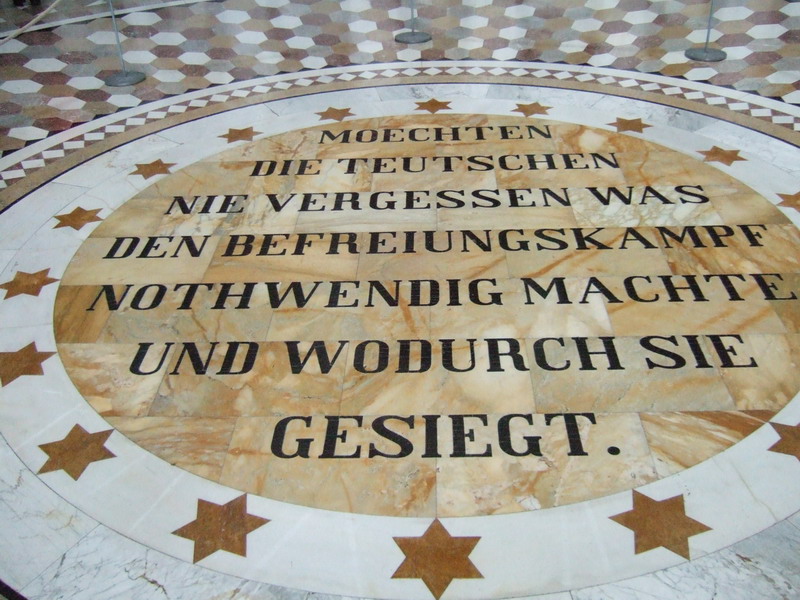 MOECHTEN
DIE TEUTSCHEN
NIE VERGESSEN WAS
DEN BEFREIUNGSKAMPF
NOTHWENDIG MACHTE
UND WODURCH SIE
GESIEGT.